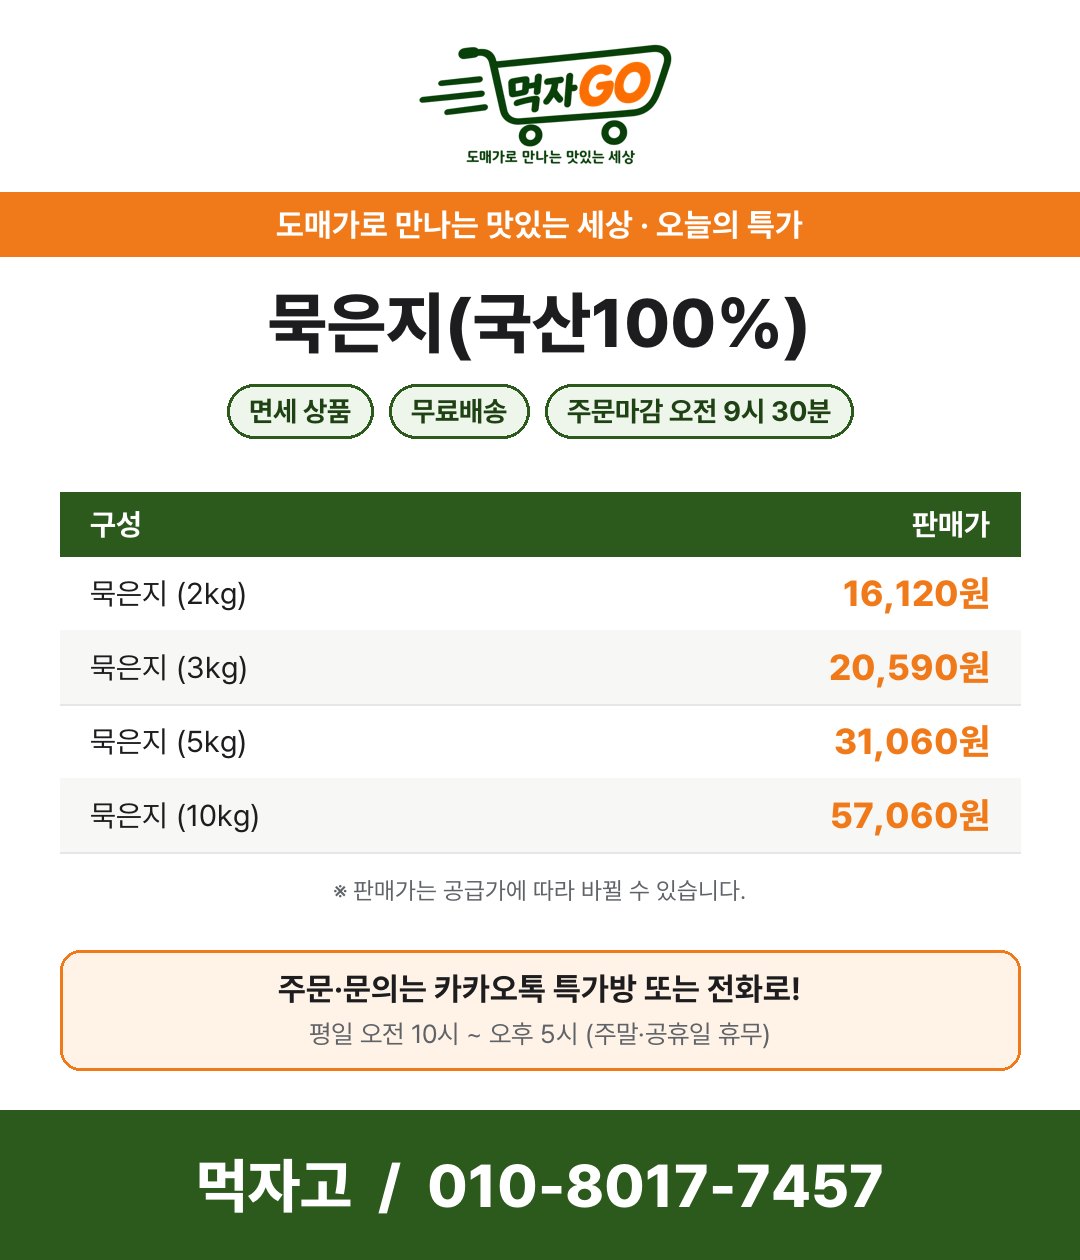 먹자GO
도매가로 만나는 맛있는 세상
도매가로 만나는 맛있는 세상 · 오늘의 특가
묵은지(국산100%)
면세 상품 무료배송 주문마감 오전 9시 30분
구성 판매가
묵은지 (2kg) 16,120원
묵은지 (3kg) 20,590원
묵은지 (5kg) 31,060원
묵은지 (10kg) 57,060원
※ 판매가는 공급가에 따라 바뀔 수 있습니다.
주문·문의는 카카오톡 특가방 또는 전화로!
평일 오전 10시 ~ 오후 5시 (주말·공휴일 휴무)
먹자고 / 010-8017-7457